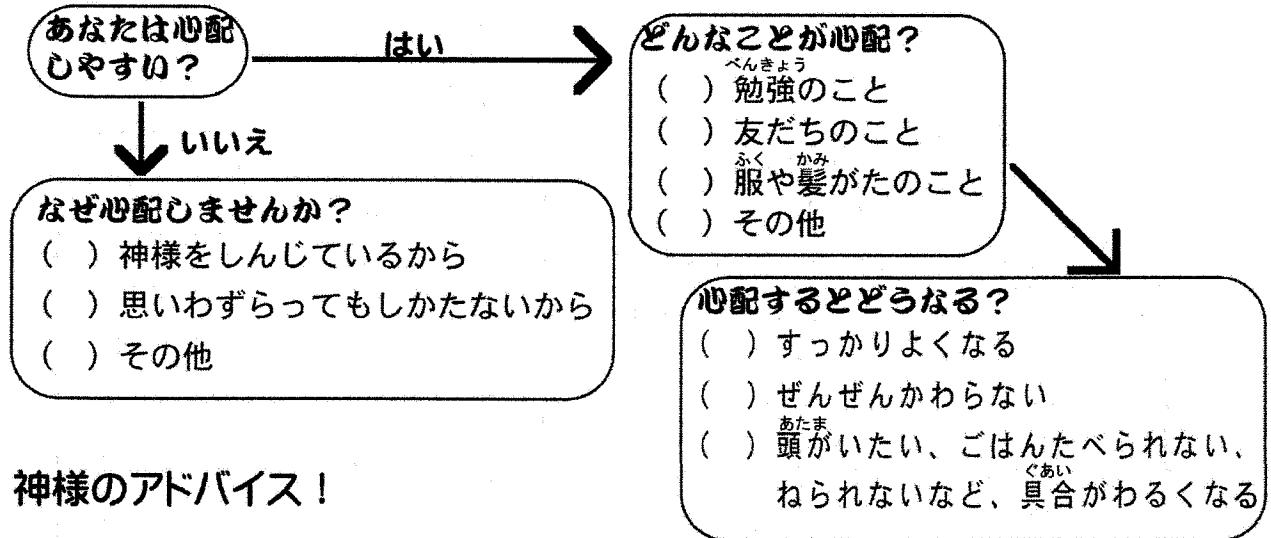 あなたは心配
しやすい?
はい
いいえ
どんなことが心配?
べんきょう
( )勉強のこと
( )友だちのこと
ふく かみ
( )服や髪がたのこと
( )その他
なぜ心配しませんか?
( )神様をしんじているから
( )思いわずらってもしかたないから
( )その他
心配するとどうなる?
( )すっかりよくなる
( )ぜんぜんかわらない
あたま
( )頭がいたい、ごはんたべられない、
ぐあい
ねられないなど、具合がわるくなる
神様のアドバイス!